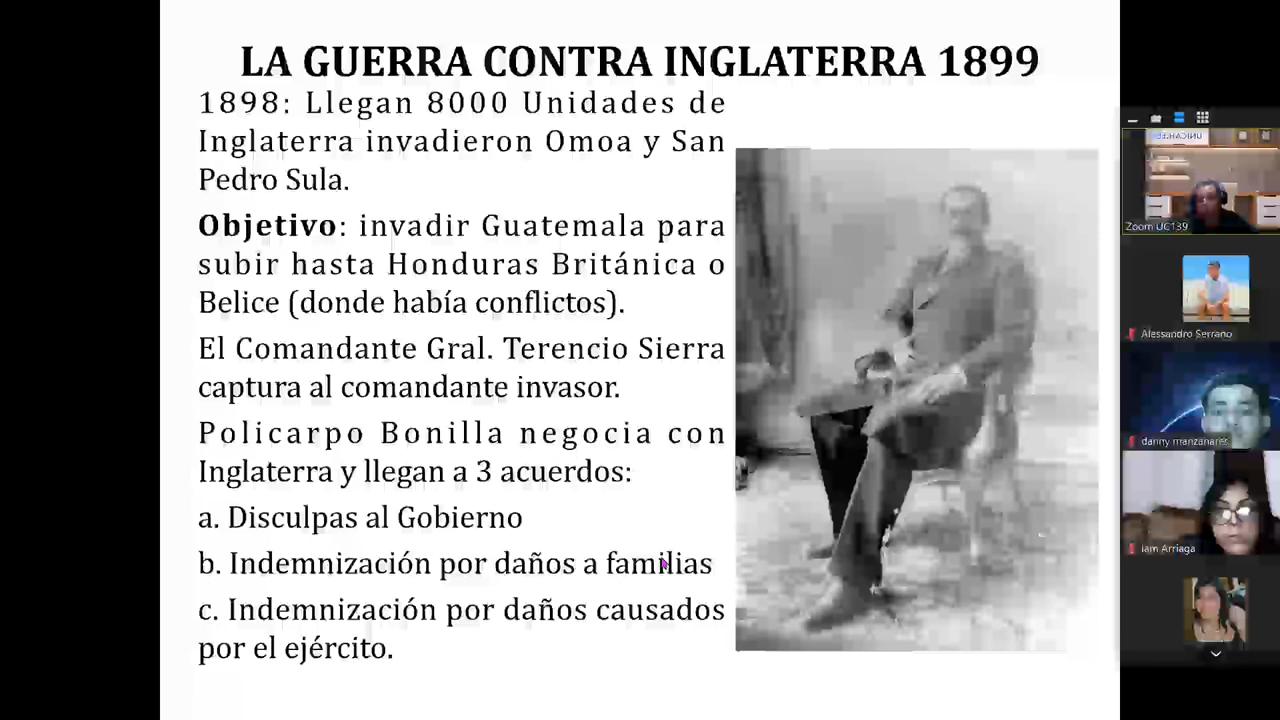 LA GUERRA CONTRA INGLATERRA 1899
1898: Llegan 8000 Unidades de
Inglaterra invadieron Omoa y San
Pedro Sula.
Objetivo: invadir Guatemala para
subir hasta Honduras Británica o
Belice (donde había conflictos).
El Comandante Gral. Terencio Sierra
captura al comandante invasor.
Policarpo Bonilla negocia con
Inglaterra y llegan a 3 acuerdos:
a. Disculpas al Gobierno
b. Indemnización por daños a familias
c. Indemnización por daños causados
por el ejército.
Zoom UC139
Alessandro Serrano
danny manzanares
iam Arriaga